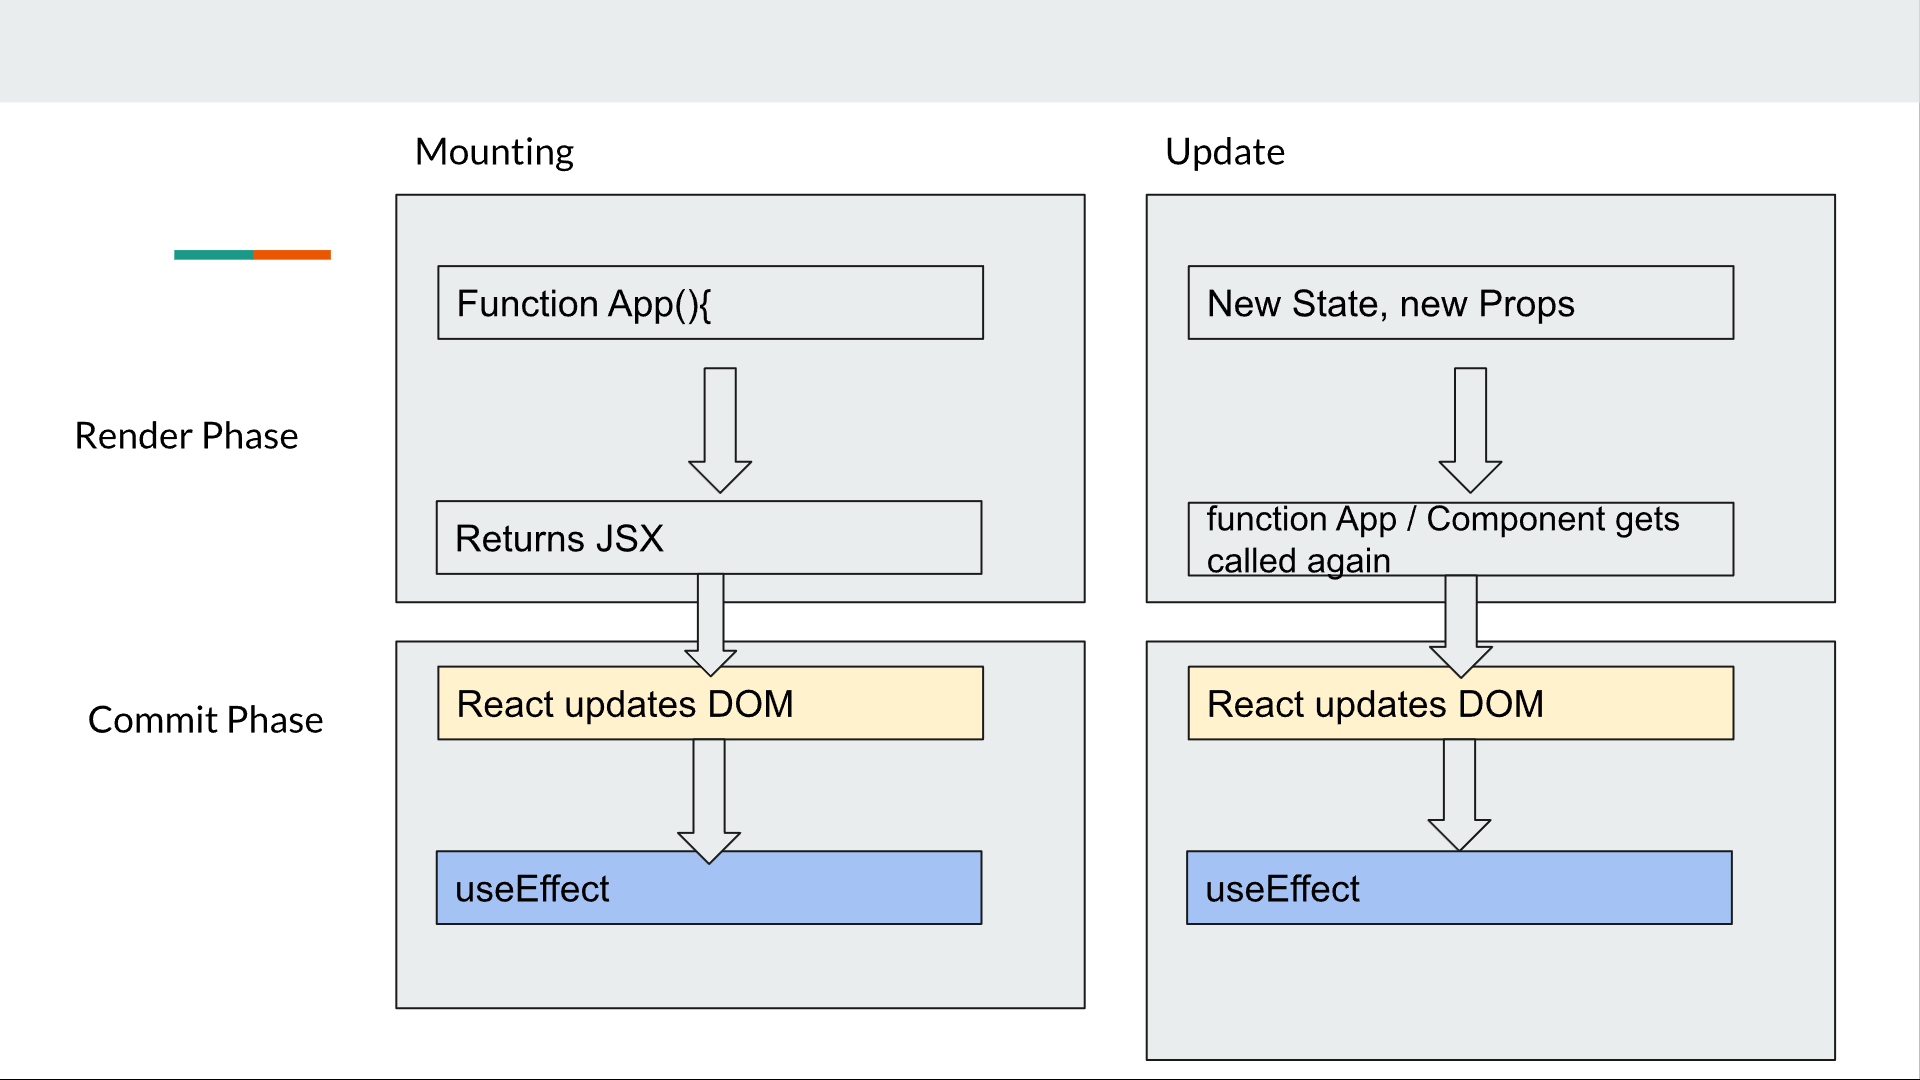 Mounting
Update
Function App(){
New State, new Props
Render Phase
Returns JSX
function App / Component gets
called again
Commit Phase
React updates DOM
React updates DOM
useEffect
useEffect